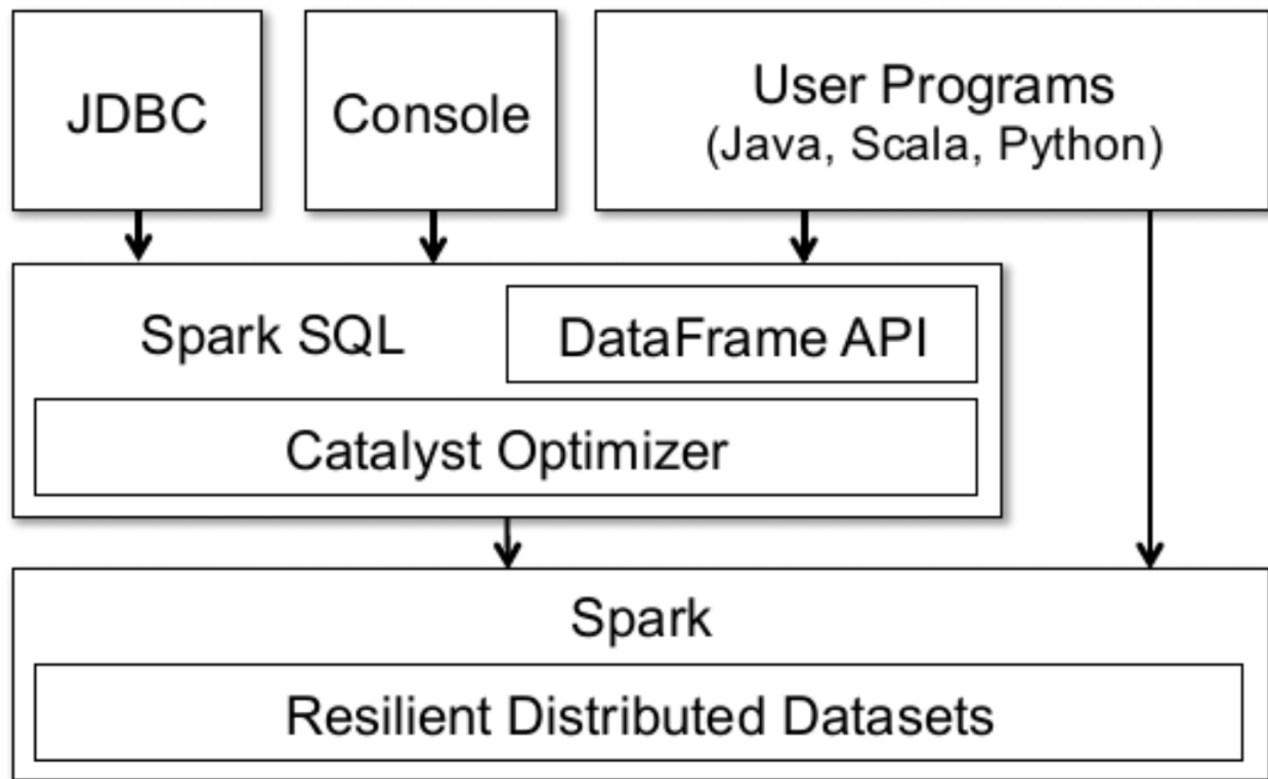 JDBC
Console
User Programs
(Java, Scala, Python)
Spark SQL
DataFrame API
Catalyst Optimizer
Spark
Resilient Distributed Datasets